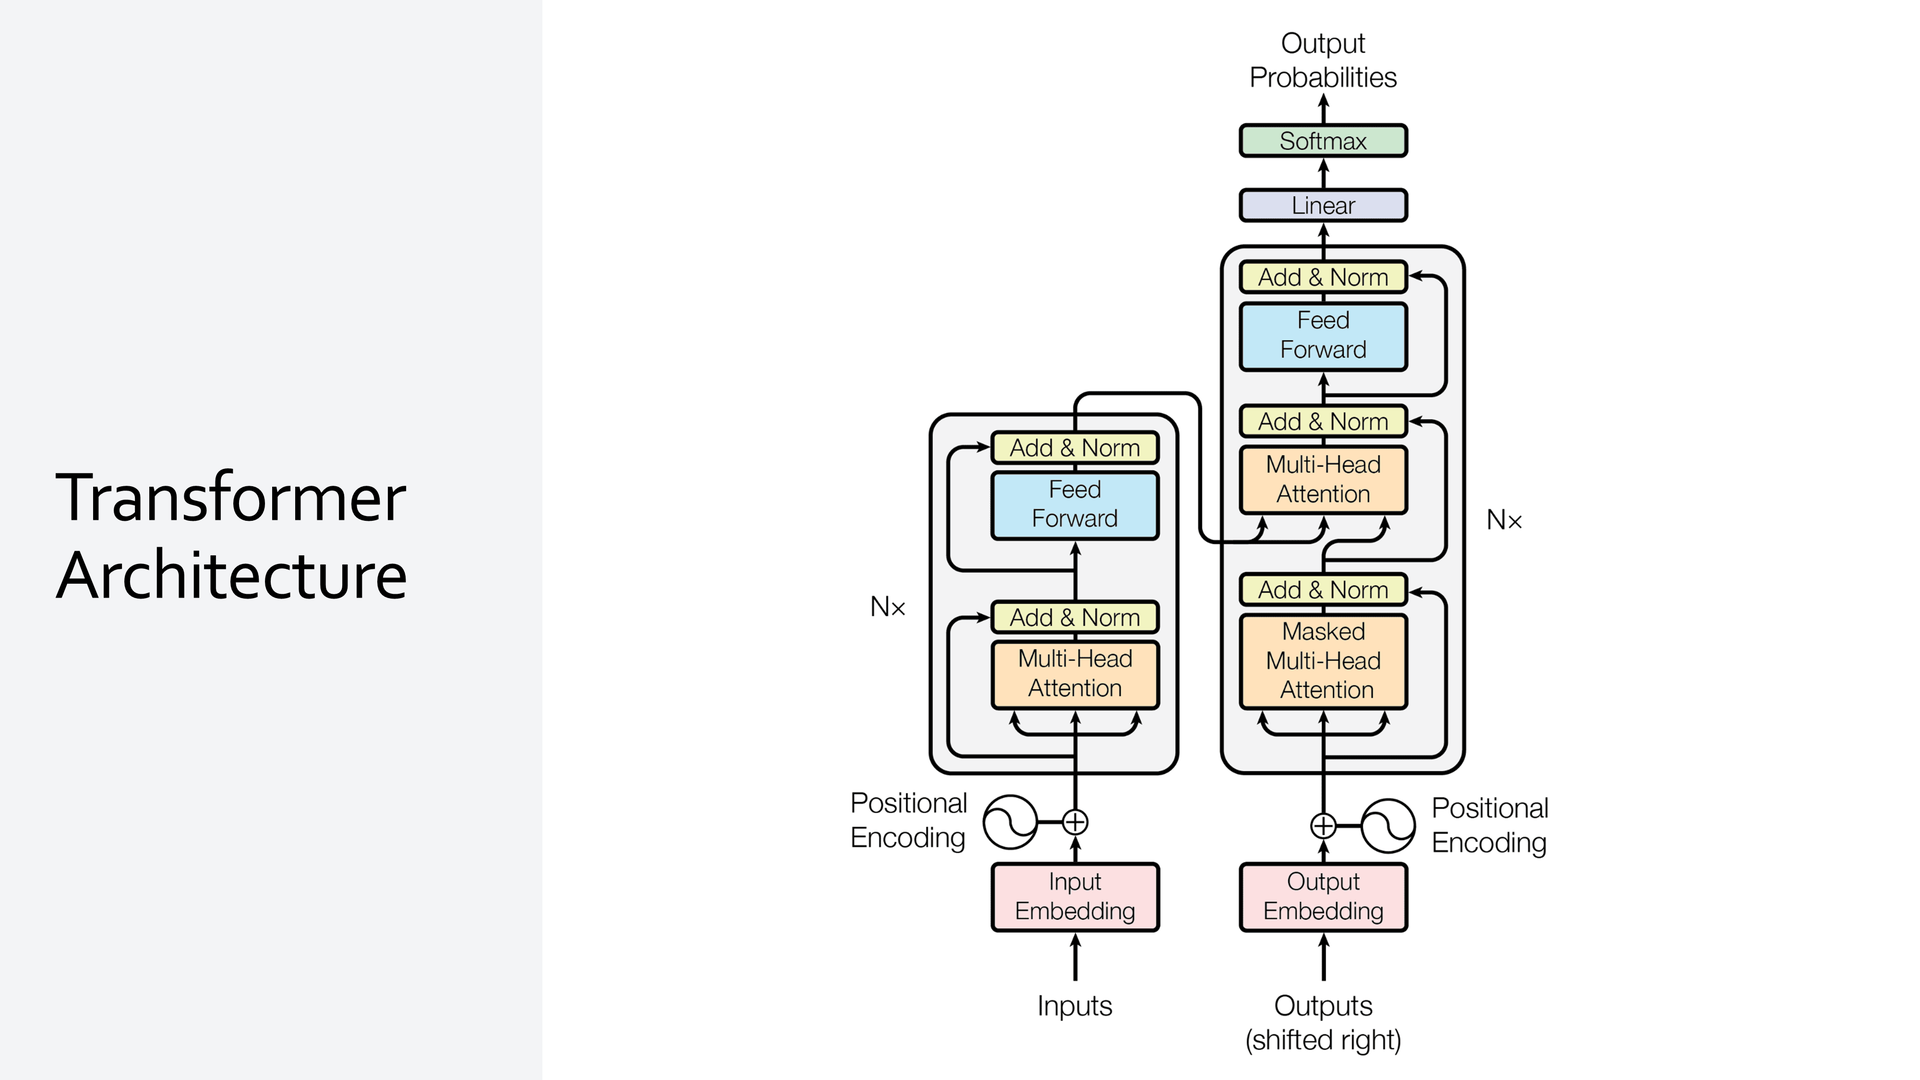 Transformer
Architecture
Output
Probabilities
Softmax
Linear
Add & Norm
Feed
Forward
Add & Norm
Multi-Head
Attention
Add & Norm
Masked
Multi-Head
Attention
N×
Add & Norm
Feed
Forward
Add & Norm
Multi-Head
Attention
N×
Positional
Encoding
Positional
Encoding
Input
Embedding
Output
Embedding
Inputs
Outputs
(shifted right)